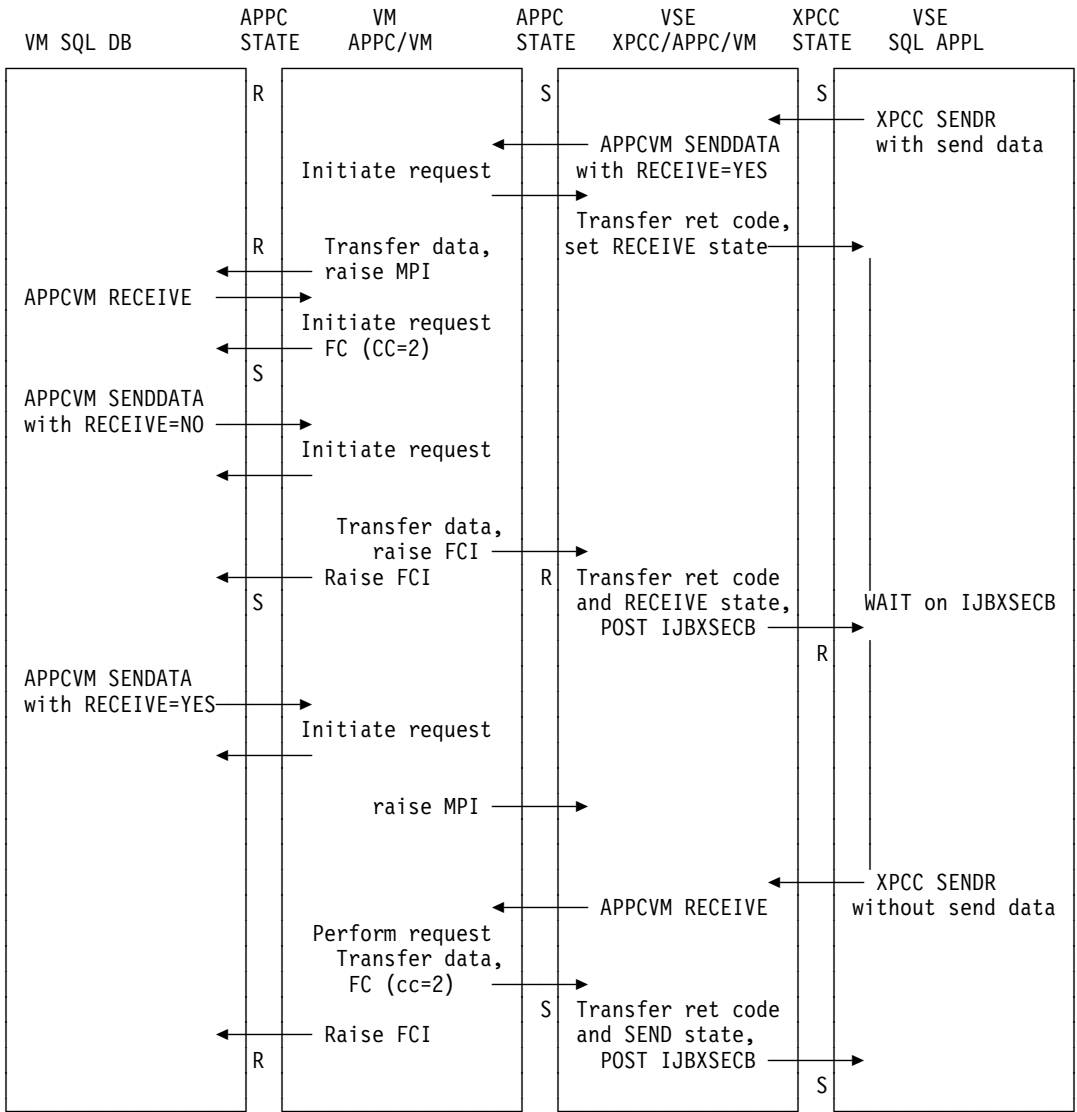 APPC VM APPC VSE XPCC VSE
VM SQL DB STATE APPC/VM STATE XPCC/APPC/VM STATE SQL APPL
R S S
XPCC SENDR
APPCVM SENDDATA with send data
Initiate request with RECEIVE=YES
Transfer ret code,
R Transfer data, set RECEIVE state
raise MPI
APPCVM RECEIVE
Initiate request
FC (CC=2)
S
APPCVM SENDDATA
with RECEIVE=NO
Initiate request
Transfer data,
raise FCI
Raise FCI R Transfer ret code
S and RECEIVE state, WAIT on IJBXSECB
POST IJBXSECB
R
APPCVM SENDATA
with RECEIVE=YES
Initiate request
raise MPI
XPCC SENDR
APPCVM RECEIVE without send data
Perform request
Transfer data,
FC (cc=2)
S Transfer ret code
Raise FCI and SEND state,
R POST IJBXSECB
S